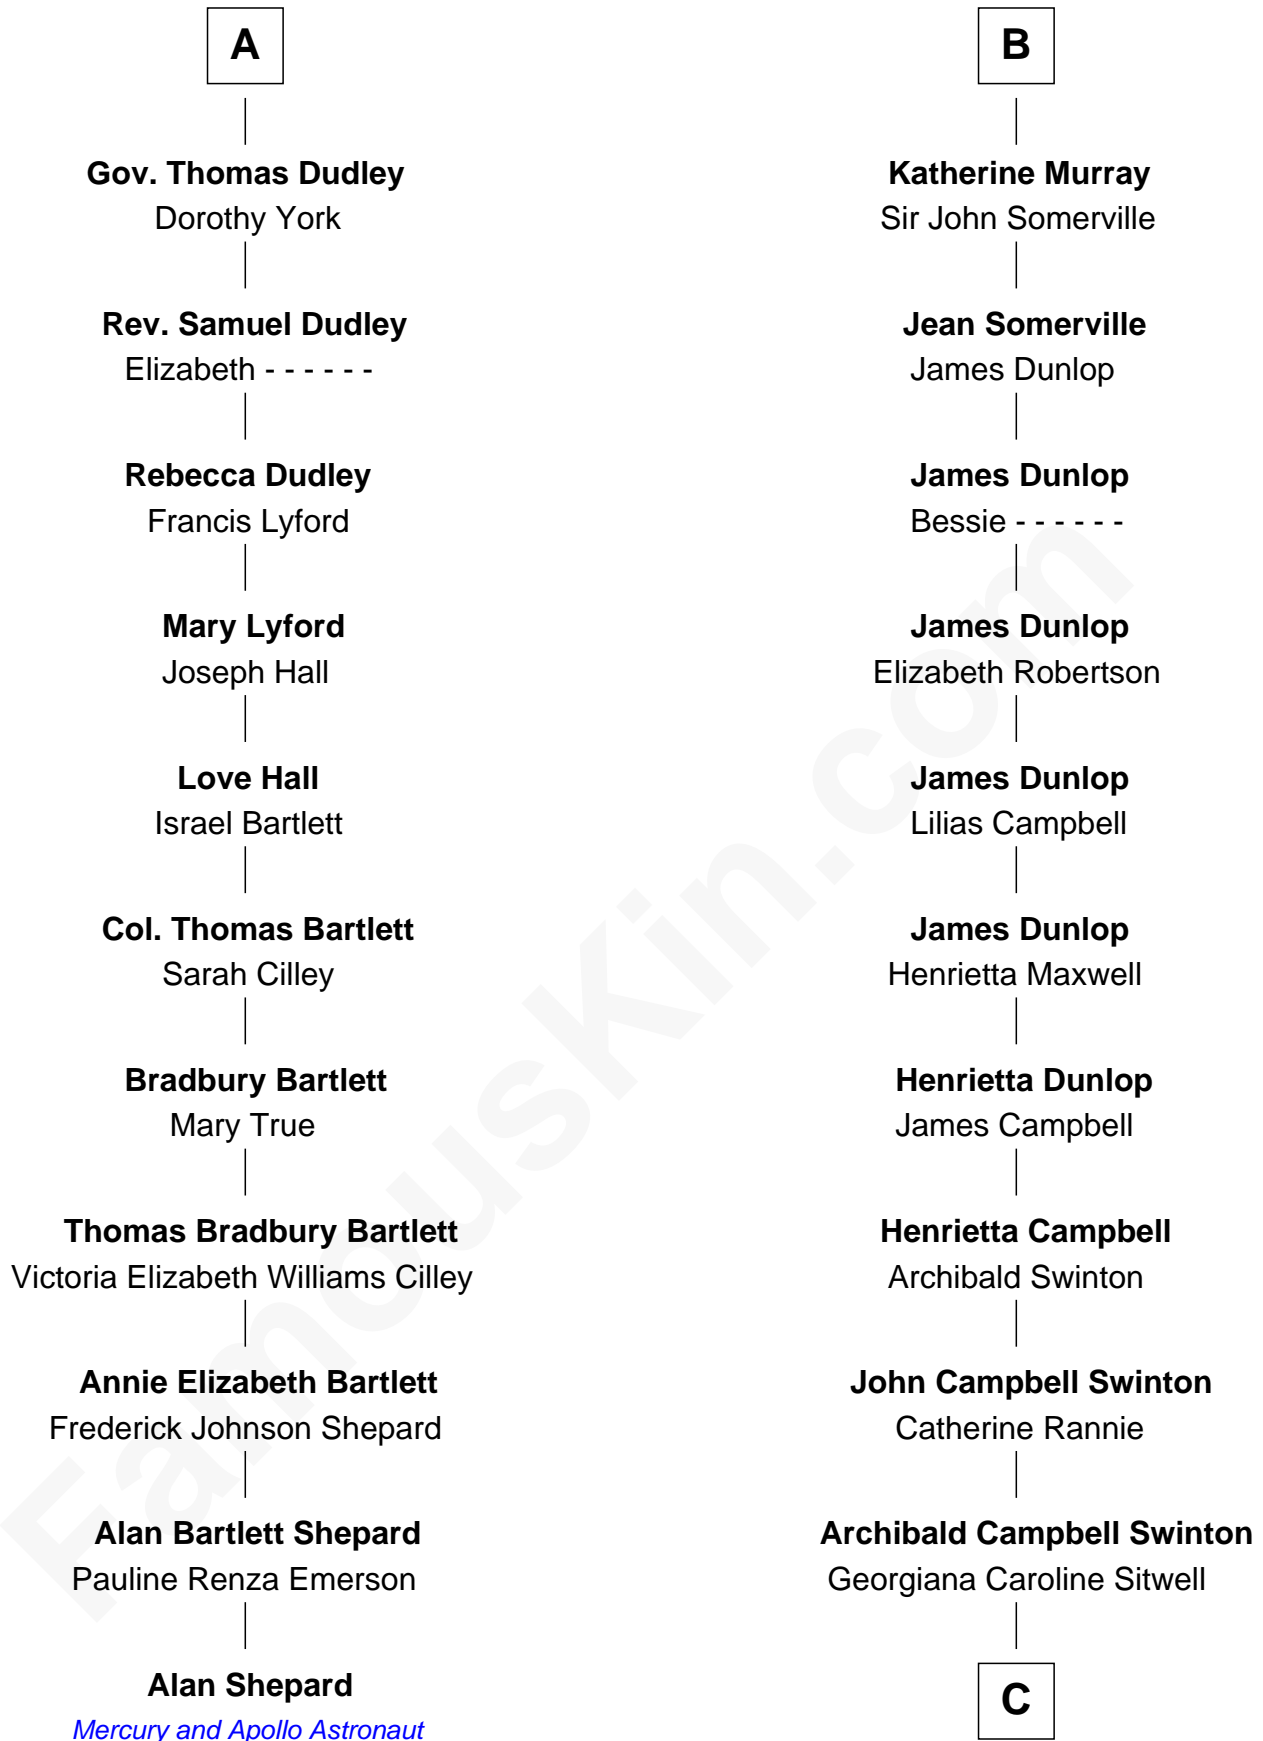 A
Gov. Thomas Dudley
Dorothy York
Rev. Samuel Dudley
Elizabeth - - - - - -
Rebecca Dudley
Francis Lyford
Mary Lyford
Joseph Hall
Love Hall
Israel Bartlett
Col. Thomas Bartlett
Sarah Cilley
Bradbury Bartlett
Mary True
Thomas Bradbury Bartlett
Victoria Elizabeth Williams Cilley
Annie Elizabeth Bartlett
Frederick Johnson Shepard
Alan Bartlett Shepard
Pauline Renza Emerson
Alan Shepard
Mercury and Apollo Astronaut
B
Katherine Murray
Sir John Somerville
Jean Somerville
James Dunlop
James Dunlop
Bessie - - - - - -
James Dunlop
Elizabeth Robertson
James Dunlop
Lilias Campbell
James Dunlop
Henrietta Maxwell
Henrietta Dunlop
James Campbell
Henrietta Campbell
Archibald Swinton
John Campbell Swinton
Catherine Rannie
Archibald Campbell Swinton
Georgiana Caroline Sitwell
C
FamousKin.com